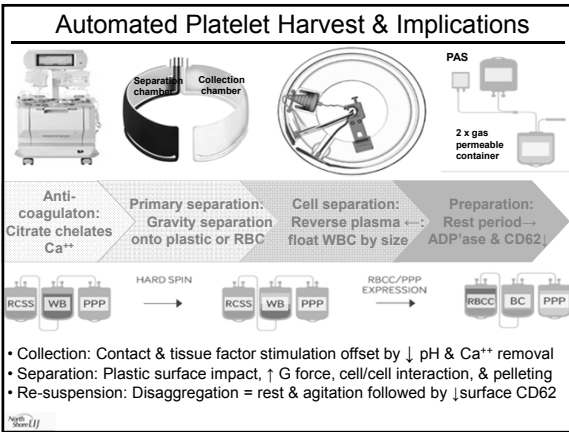 Automated Platelet Harvest & Implications
Separation chamber
Collection chamber
PAS
2 x gas permeable container
Anti-
coagulaton:
Citrate chelates
Ca⁺⁺
Primary separation:
Gravity separation
onto plastic or RBC
Cell separation:
Reverse plasma ←:
float WBC by size
Preparation:
Rest period→
ADP'ase & CD62↓
RCSS WB PPP
HARD SPIN
RCSS WB PPP
RBCC/PPP
EXPRESSION
RBCC BC PPP
• Collection: Contact & tissue factor stimulation offset by ↓ pH & Ca⁺⁺ removal
• Separation: Plastic surface impact, ↑ G force, cell/cell interaction, & pelleting
• Re-suspension: Disaggregation = rest & agitation followed by ↓surface CD62
North
Shore LIJ